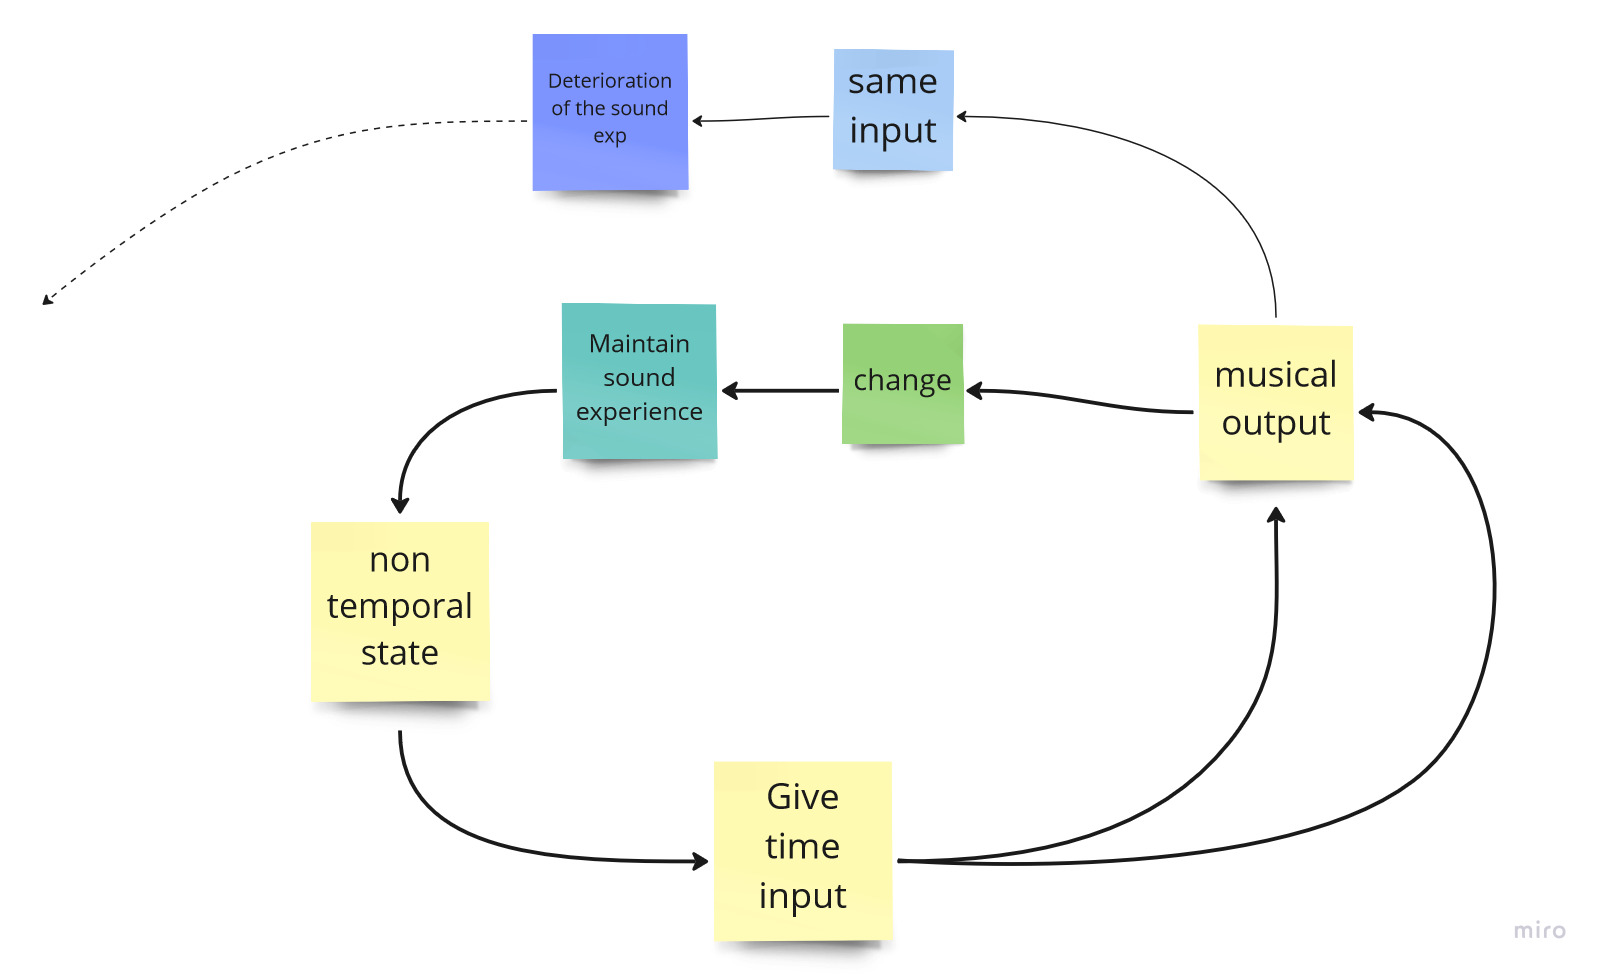 Deterioration
of the sound
exp
same
input
Maintain
sound
experience
change
musical
output
non
temporal
state
Give
time
input
miro